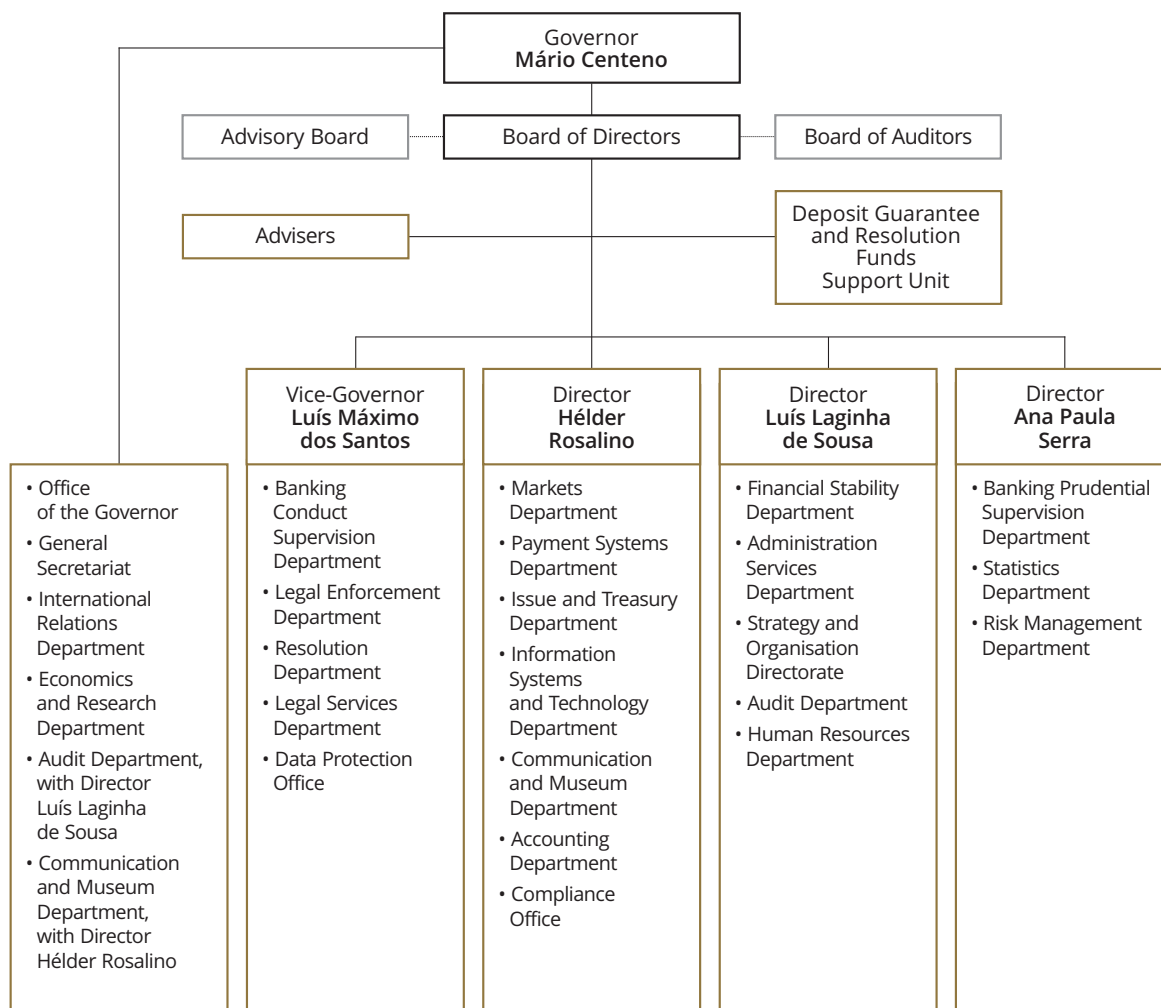 Governor
Mário Centeno
Advisory Board
Board of Directors
Board of Auditors
Advisers
Deposit Guarantee
and Resolution
Funds
Support Unit
Vice-Governor
Luís Máximo
dos Santos
Director
Hélder
Rosalino
Director
Luís Laginha
de Sousa
Director
Ana Paula
Serra
• Office
of the Governor
• General
Secretariat
• International
Relations
Department
• Economics
and Research
Department
• Audit Department,
with Director
Luís Laginha
de Sousa
• Communication
and Museum
Department,
with Director
Hélder Rosalino
• Banking
Conduct
Supervision
Department
• Legal Enforcement
Department
• Resolution
Department
• Legal Services
Department
• Data Protection
Office
• Markets
Department
• Payment Systems
Department
• Issue and Treasury
Department
• Information
Systems
and Technology
Department
• Communication
and Museum
Department
• Accounting
Department
• Compliance
Office
• Financial Stability
Department
• Administration
Services
Department
• Strategy and
Organisation
Directorate
• Audit Department
• Human Resources
Department
• Banking Prudential
Supervision
Department
• Statistics
Department
• Risk Management
Department